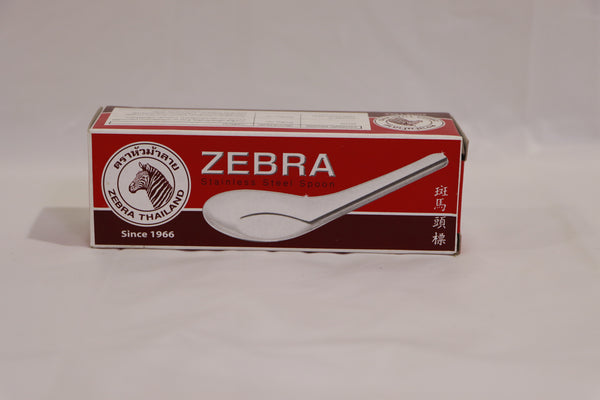 ตราหัวม้าลาย
ZEBRA THAILAND
Since 1966
ZEBRA
Stainless Steel Spoon
斑馬頭標